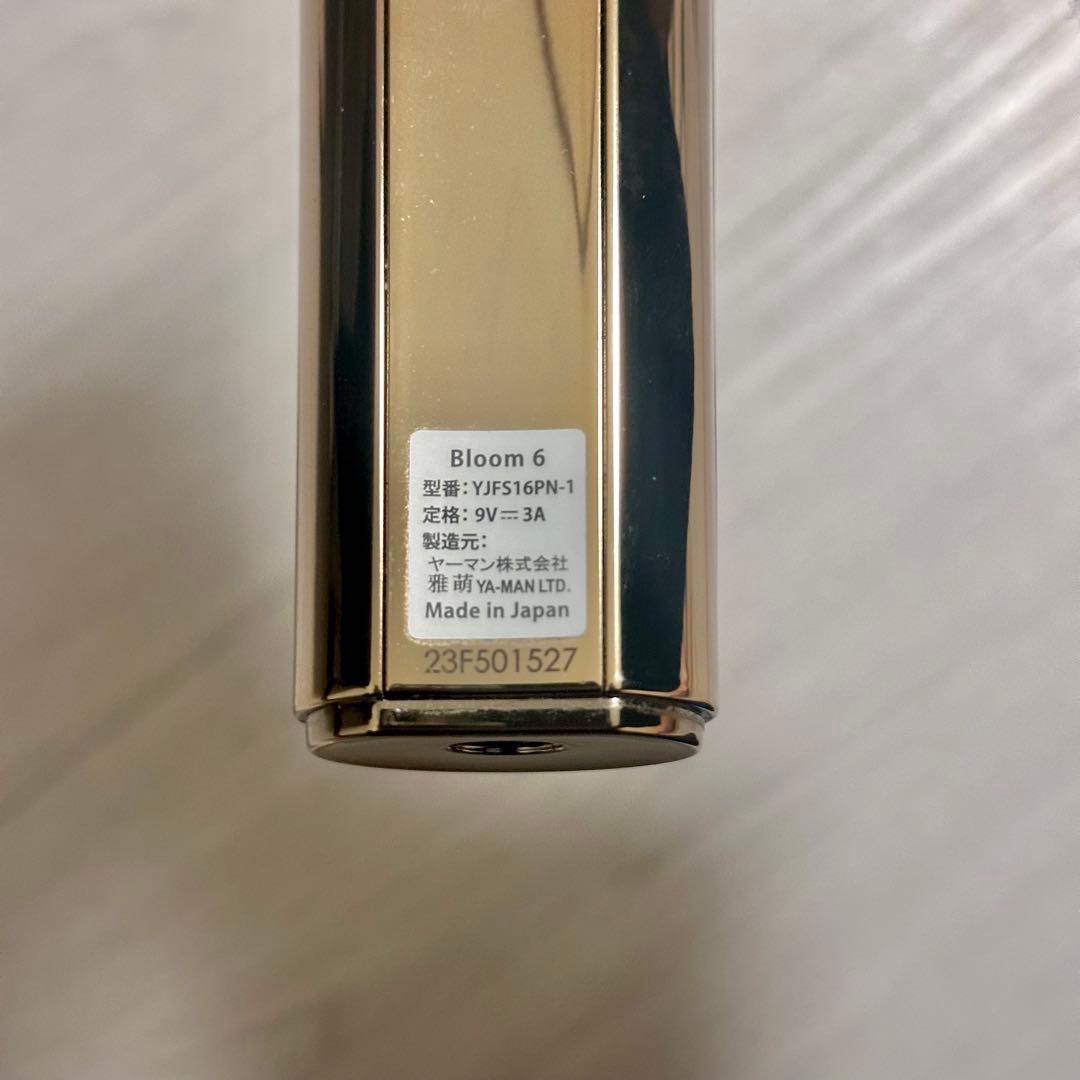 Bloom 6
型番: YJFS16PN-1
定格: 9V⎓3A
製造元:
ヤーマン株式会社
雅萌 YA-MAN LTD.
Made in Japan
23F501527